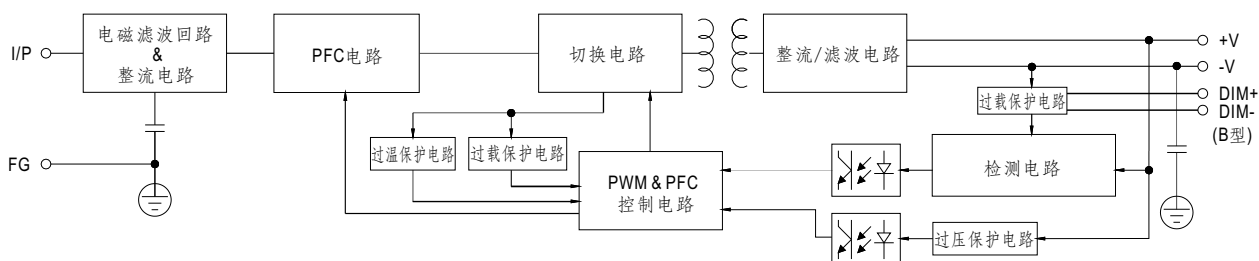 I/P
电磁滤波回路
&
整流电路
PFC电路
切换电路
整流/滤波电路
+V
-V
过载保护电路
DIM+
DIM-
(B型)
FG
过温保护电路
过载保护电路
PWM & PFC
控制电路
检测电路
过压保护电路